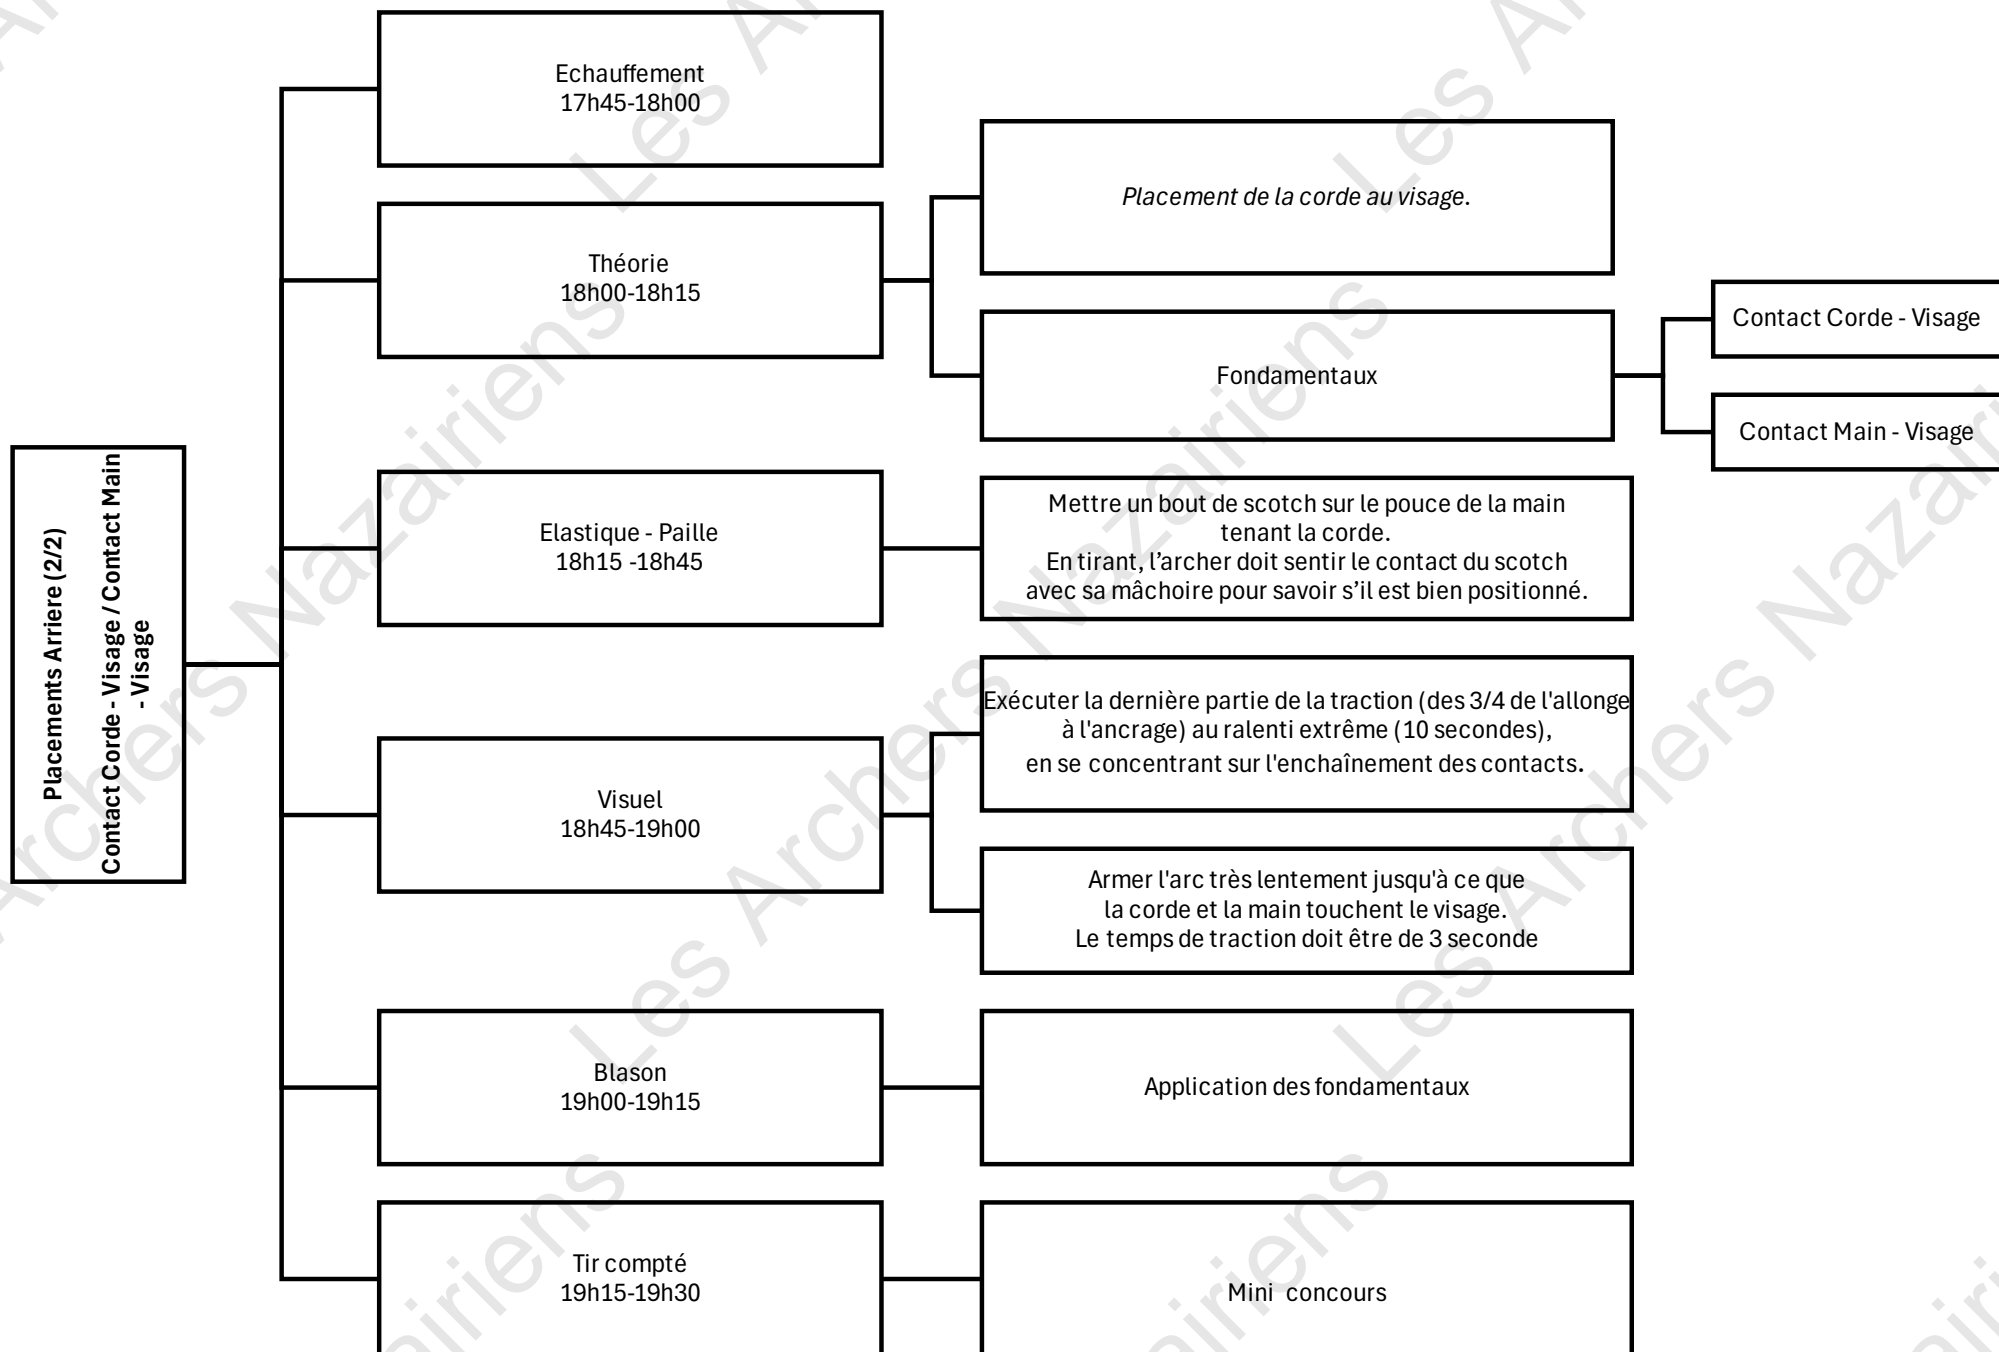 Placements Arriere (2/2)
Contact Corde - Visage / Contact Main
- Visage
Echauffement
17h45-18h00
Théorie
18h00-18h15
Placement de la corde au visage.
Fondamentaux
Contact Corde - Visage
Contact Main - Visage
Elastique - Paille
18h15 -18h45
Mettre un bout de scotch sur le pouce de la main
tenant la corde.
En tirant, l’archer doit sentir le contact du scotch
avec sa mâchoire pour savoir s’il est bien positionné.
Visuel
18h45-19h00
Exécuter la dernière partie de la traction (des 3/4 de l'allonge
à l'ancrage) au ralenti extrême (10 secondes),
en se concentrant sur l'enchaînement des contacts.
Armer l'arc très lentement jusqu'à ce que
la corde et la main touchent le visage.
Le temps de traction doit être de 3 seconde
Blason
19h00-19h15
Application des fondamentaux
Tir compté
19h15-19h30
Mini concours
Les Archers Nazairiens